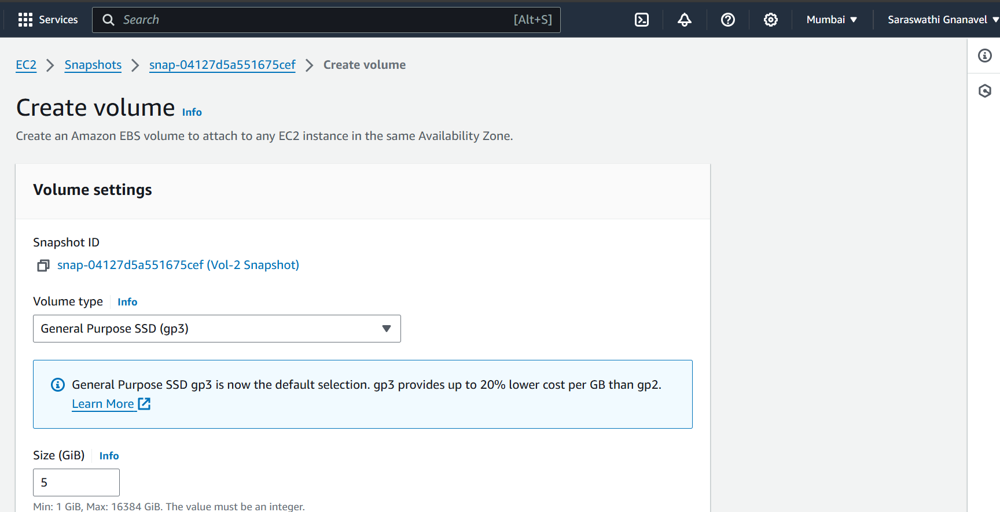 Services
Search [Alt+S]
Mumbai
Saraswathi Gnanavel
EC2 Snapshots snap-04127d5a551675cef Create volume
Create volume Info
Create an Amazon EBS volume to attach to any EC2 instance in the same Availability Zone.
Volume settings
Snapshot ID
snap-04127d5a551675cef (Vol-2 Snapshot)
Volume type Info
General Purpose SSD (gp3)
General Purpose SSD gp3 is now the default selection. gp3 provides up to 20% lower cost per GB than gp2.
Learn More
Size (GiB) Info
5
Min: 1 GiB, Max: 16384 GiB. The value must be an integer.